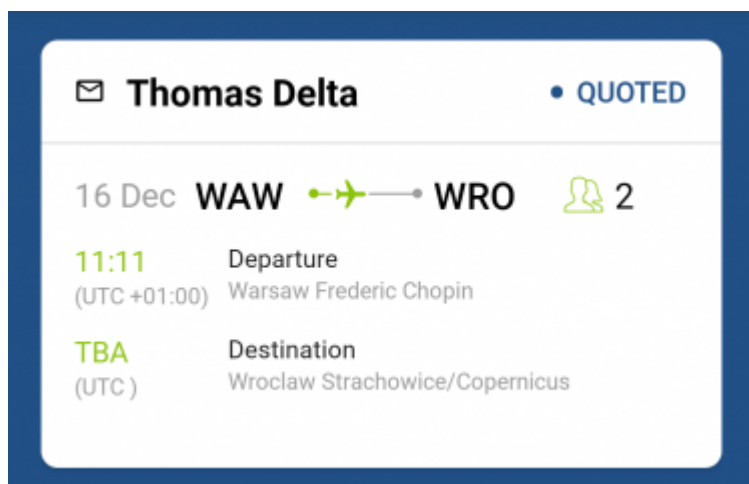 Thomas Delta • QUOTED
16 Dec WAW WRO 2
11:11 Departure
(UTC +01:00) Warsaw Frederic Chopin
TBA Destination
(UTC ) Wroclaw Strachowice/Copernicus